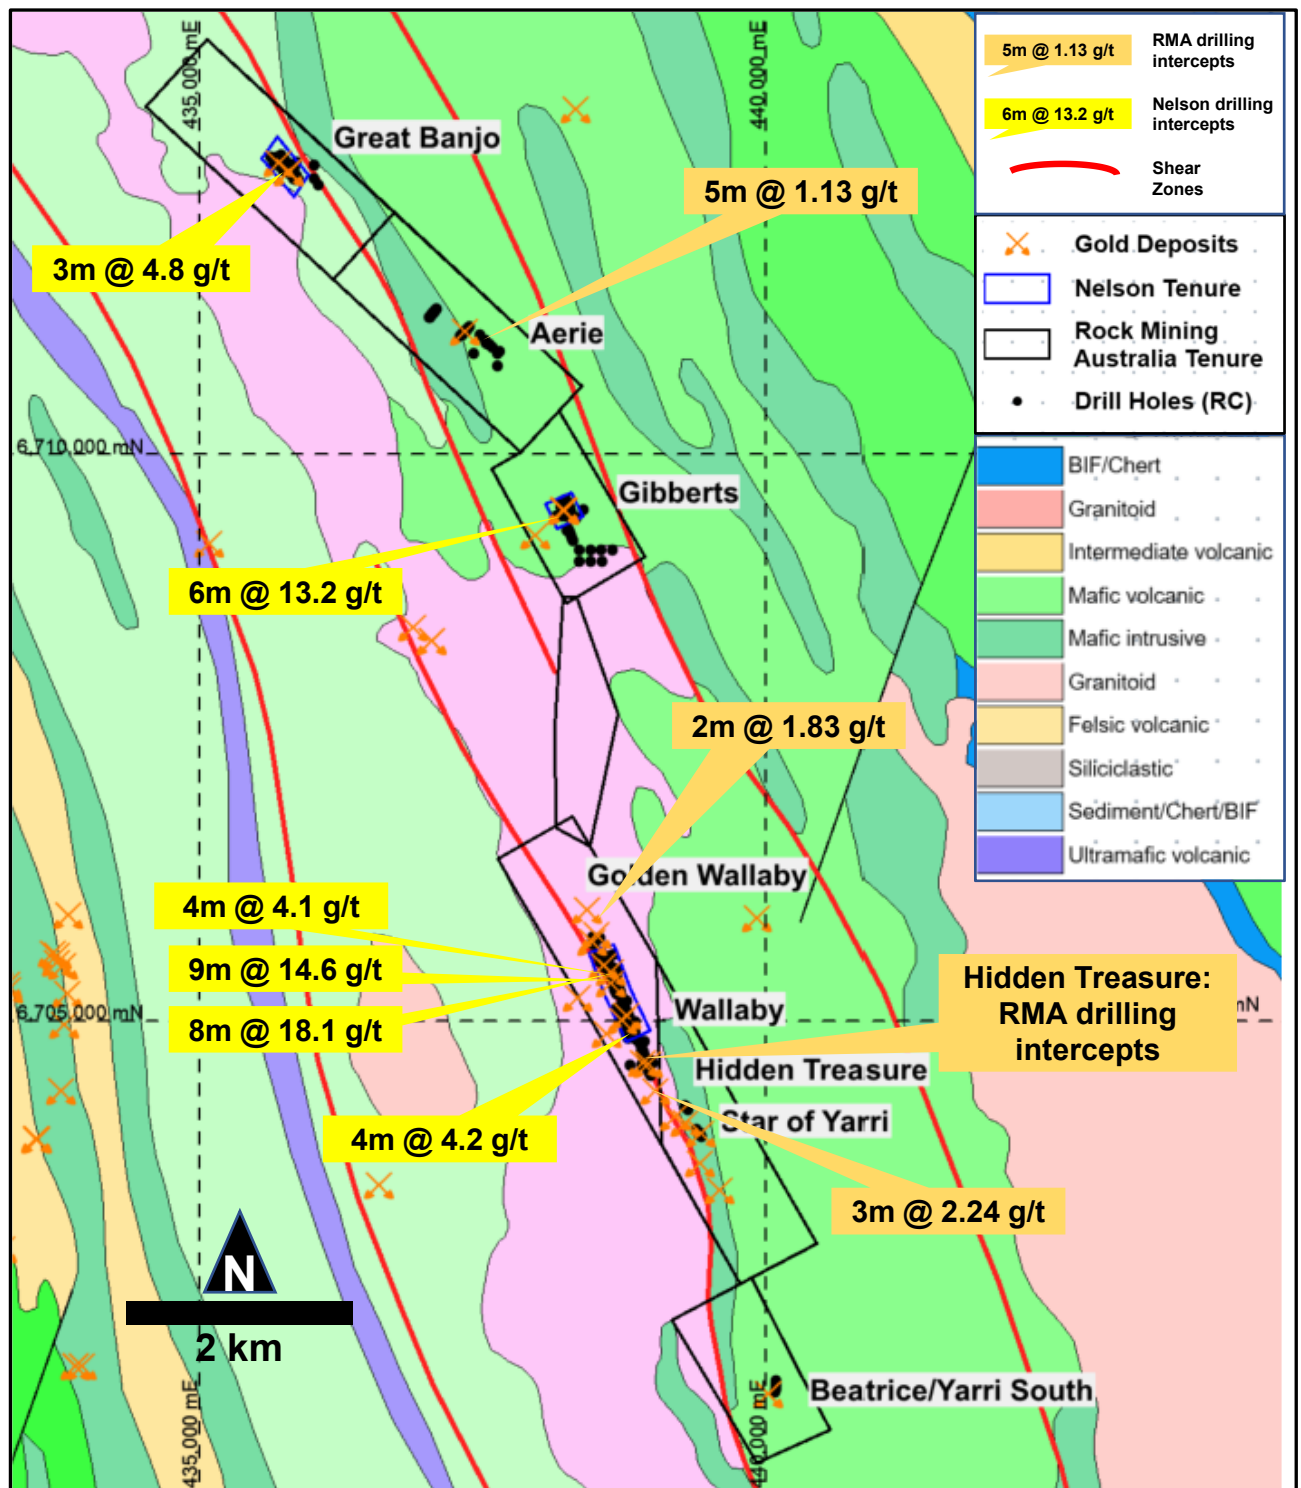 435,000 mE
440,000 mE
5m @ 1.13 g/t
RMA drilling
intercepts
6m @ 13.2 g/t
Nelson drilling
intercepts
Shear
Zones
Great Banjo
5m @ 1.13 g/t
3m @ 4.8 g/t
Gold Deposits
Nelson Tenure
Rock Mining
Australia Tenure
Drill Holes (RC)
Aerie
6,710,000 mN
BIF/Chert
Granitoid
Intermediate volcanic
Mafic volcanic
Mafic intrusive
Granitoid
Felsic volcanic
Siliciclastic
Sediment/Chert/BIF
Ultramafic volcanic
Gibberts
6m @ 13.2 g/t
2m @ 1.83 g/t
Golden Wallaby
4m @ 4.1 g/t
9m @ 14.6 g/t
8m @ 18.1 g/t
Hidden Treasure:
RMA drilling
intercepts
6,705,000 mN
mN
Wallaby
Hidden Treasure
Star of Yarri
4m @ 4.2 g/t
3m @ 2.24 g/t
N
2 km
Beatrice/Yarri South
435,000 mE
440,000 mE